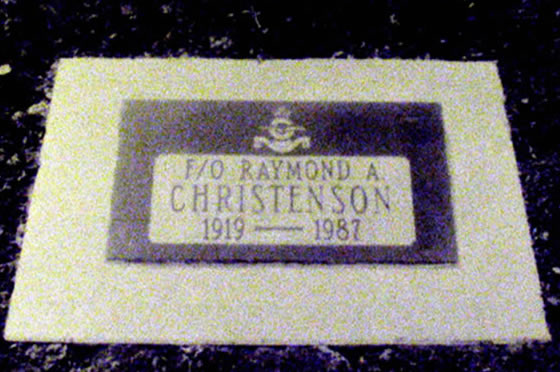 F/O RAYMOND A.
CHRISTENSON
1919 — 1987